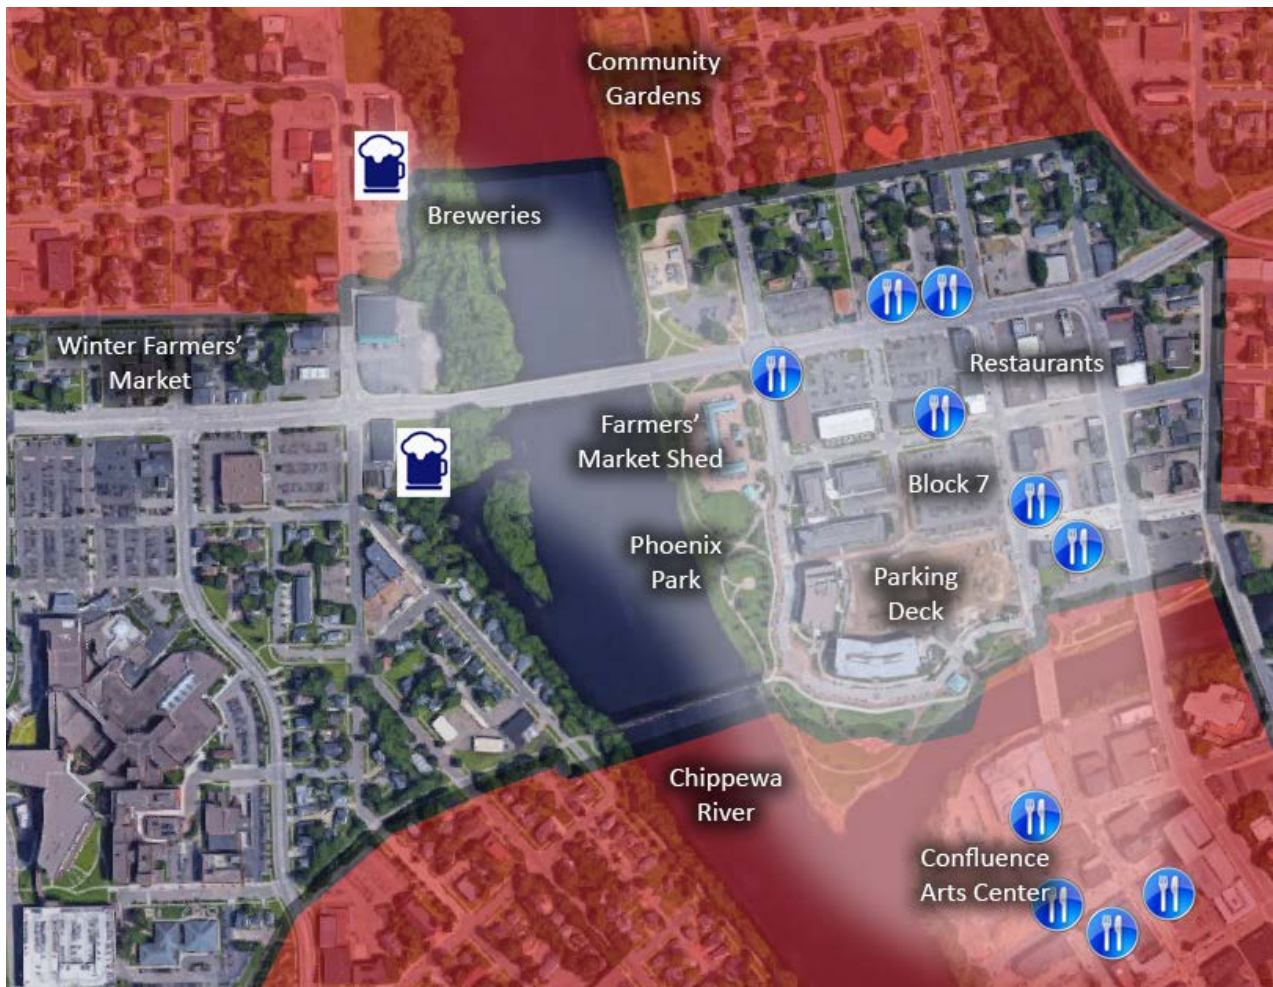 Community
Gardens
Breweries
Winter Farmers'
Market
Restaurants
Farmers'
Market Shed
Block 7
Phoenix
Park
Parking
Deck
Chippewa
River
Confluence
Arts Center